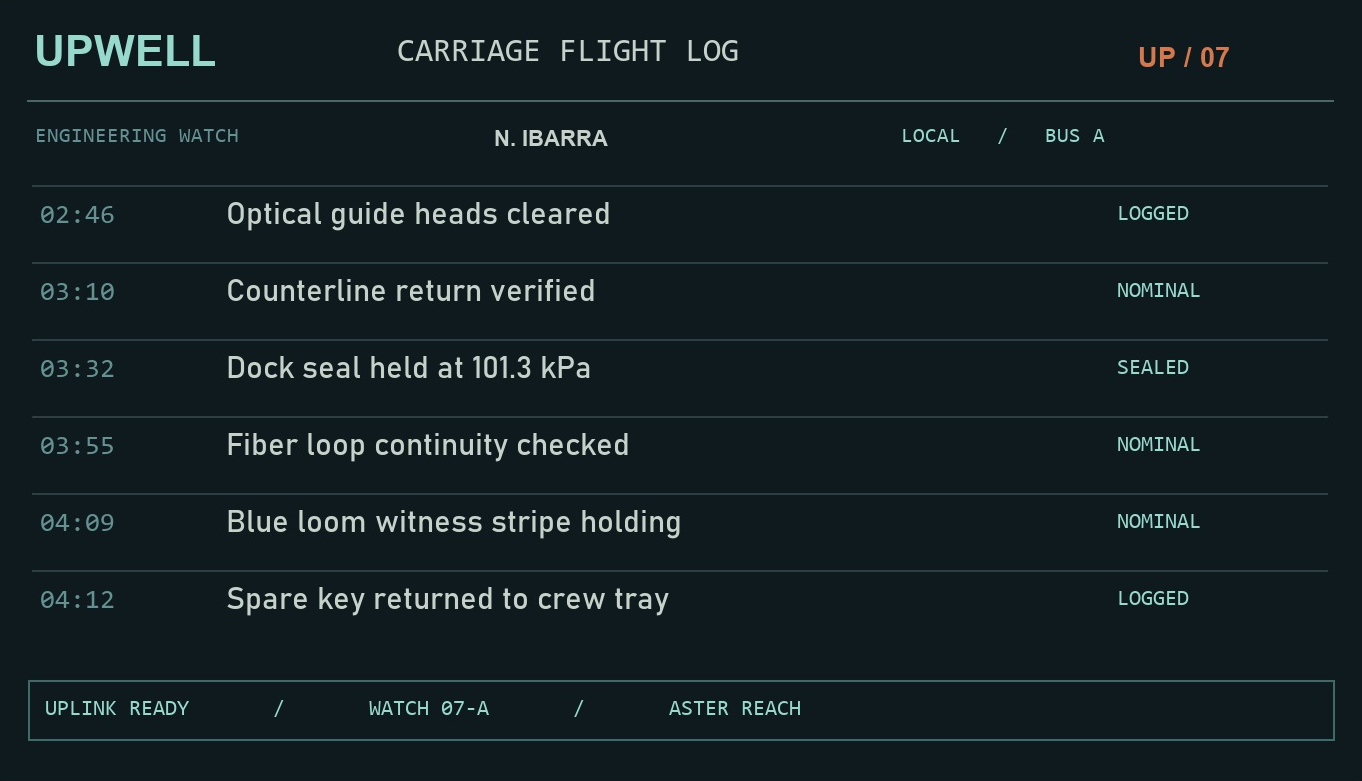 UPWELL CARRIAGE FLIGHT LOG UP / 07
ENGINEERING WATCH N. IBARRA LOCAL / BUS A
02:46 Optical guide heads cleared LOGGED
03:10 Counterline return verified NOMINAL
03:32 Dock seal held at 101.3 kPa SEALED
03:55 Fiber loop continuity checked NOMINAL
04:09 Blue loom witness stripe holding NOMINAL
04:12 Spare key returned to crew tray LOGGED
UPLINK READY / WATCH 07-A / ASTER REACH